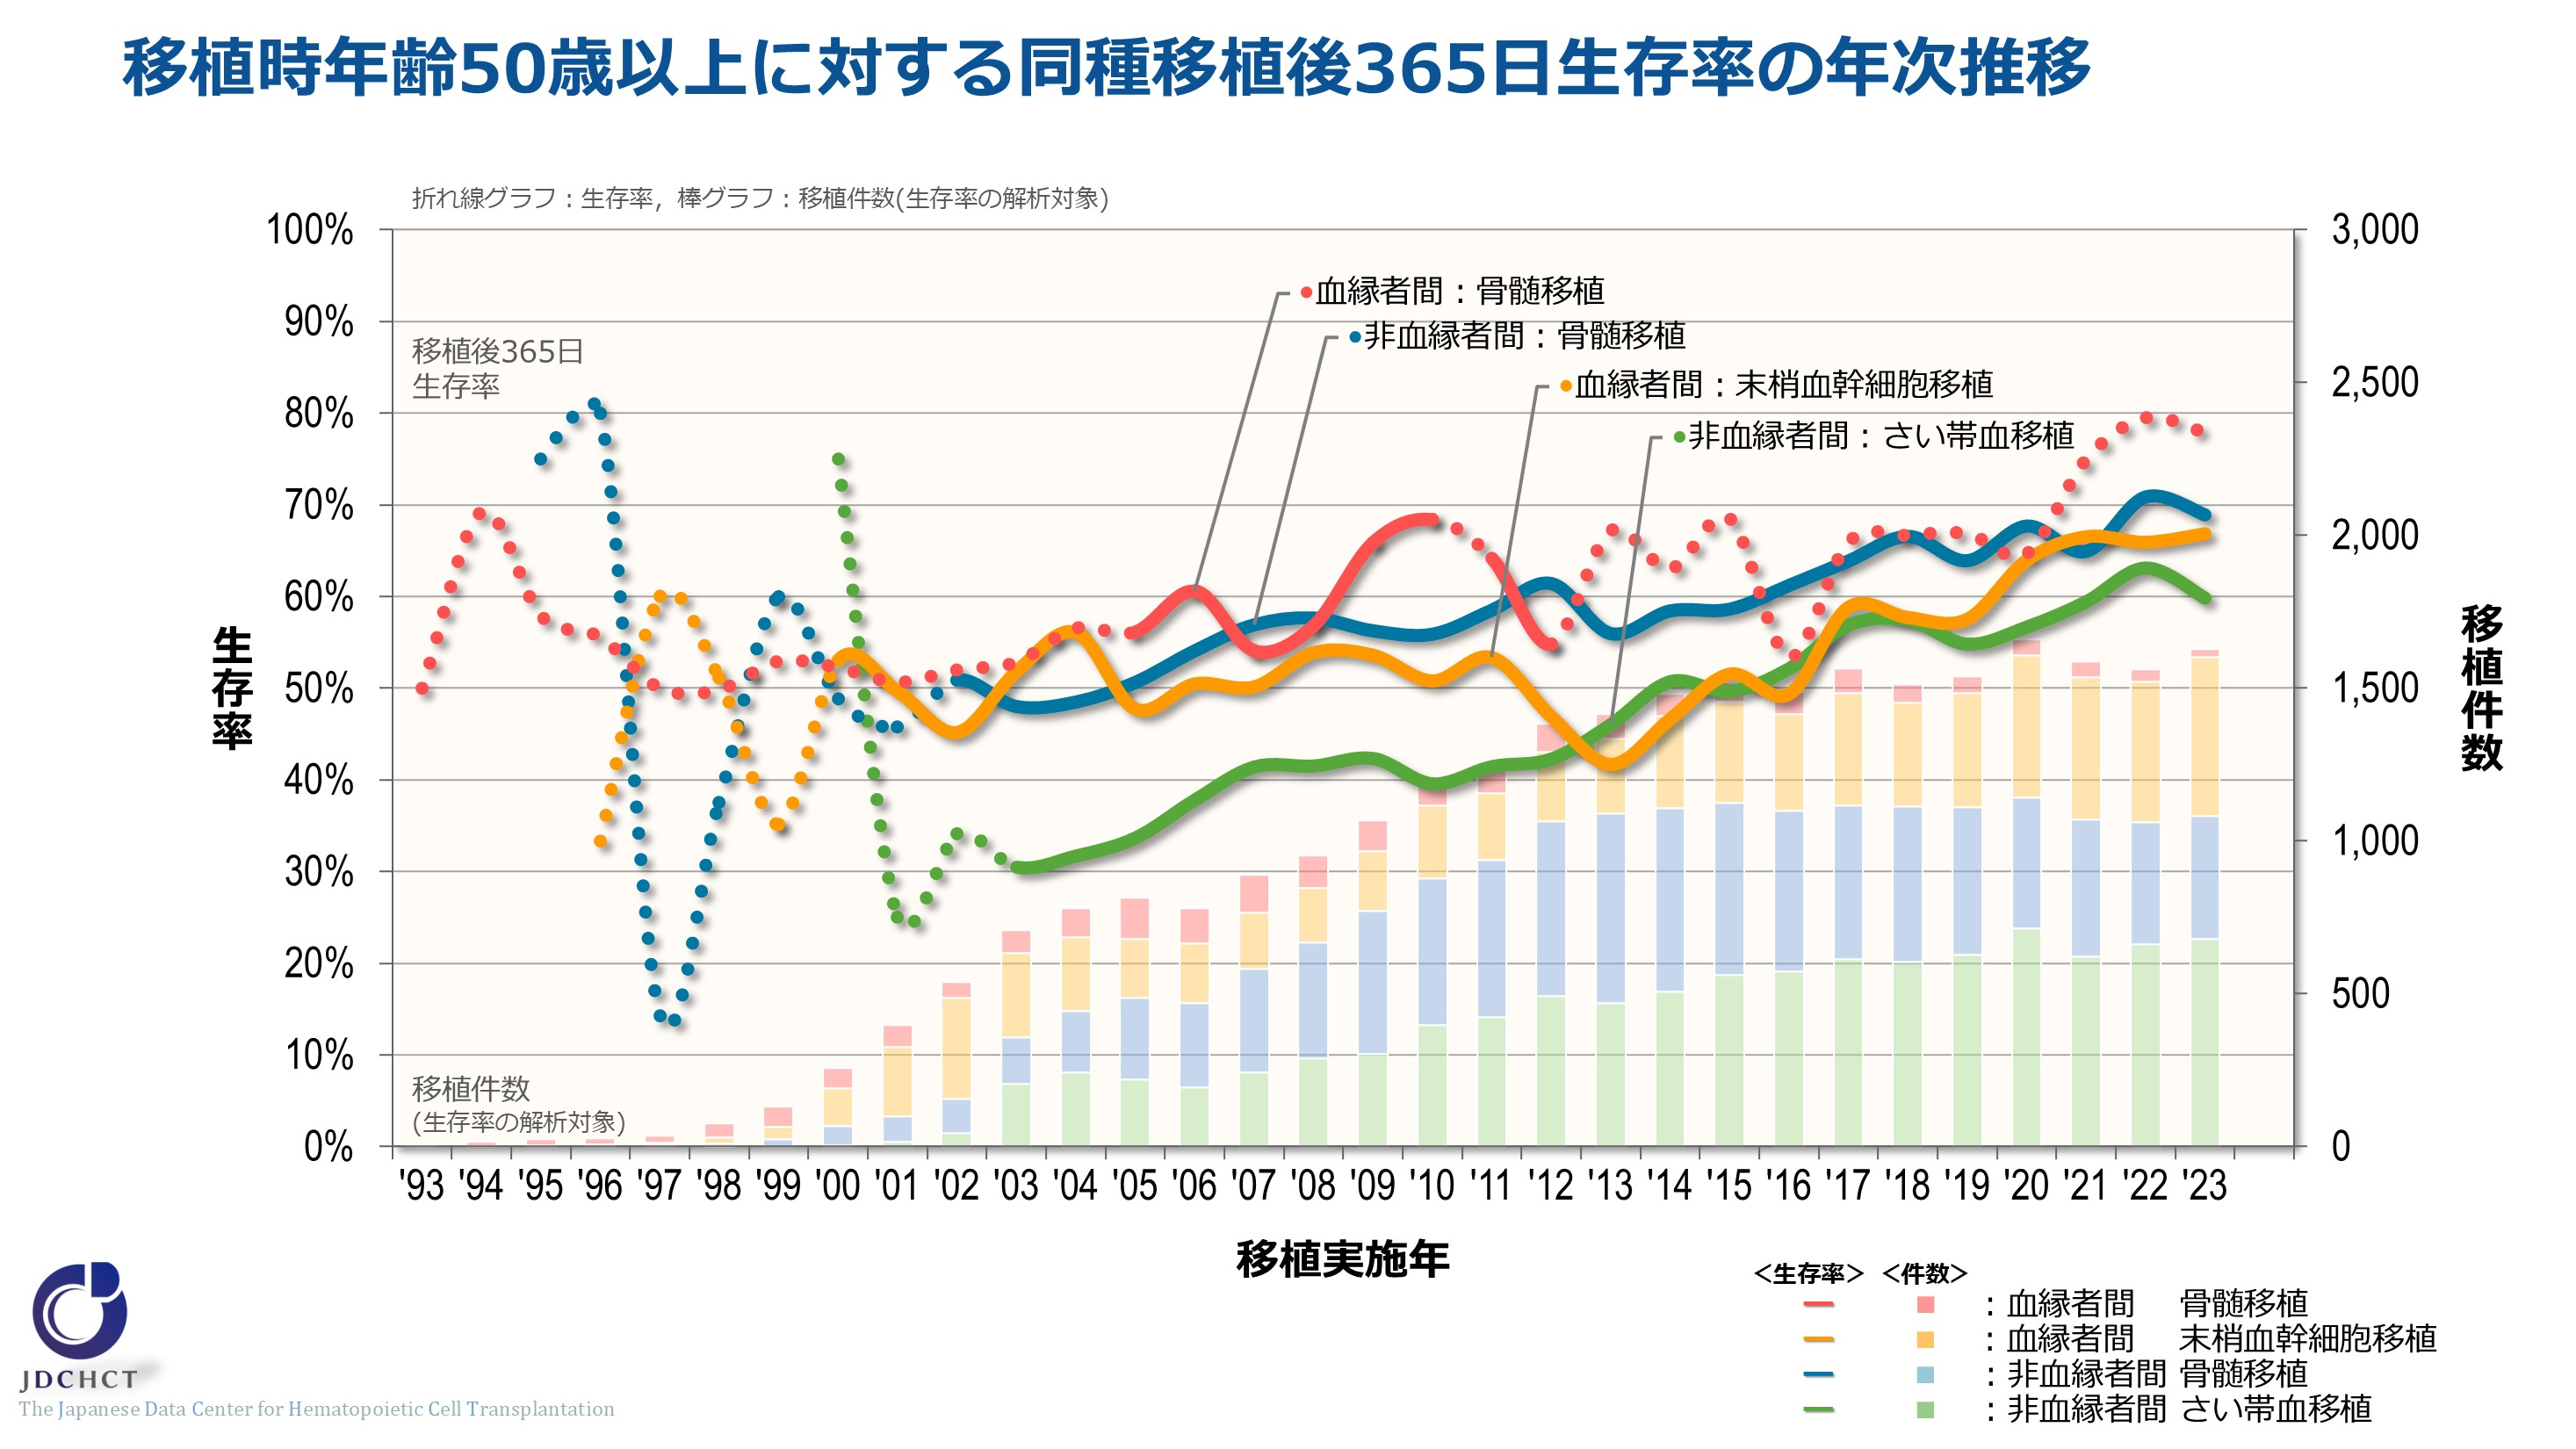 移植時年齢50歳以上に対する同種移植後365日生存率の年次推移
折れ線グラフ：生存率，棒グラフ：移植件数(生存率の解析対象)
100%
90%
80%
70%
60%
50%
40%
30%
20%
10%
0%
3,000
2,500
2,000
1,500
1,000
500
0
生存率
移植件数
移植後365日
生存率
血縁者間：骨髄移植
非血縁者間：骨髄移植
血縁者間：末梢血幹細胞移植
非血縁者間：さい帯血移植
移植件数
(生存率の解析対象)
'93 '94 '95 '96 '97 '98 '99 '00 '01 '02 '03 '04 '05 '06 '07 '08 '09 '10 '11 '12 '13 '14 '15 '16 '17 '18 '19 '20 '21 '22 '23
移植実施年
＜生存率＞ ＜件数＞
：血縁者間 骨髄移植
：血縁者間 末梢血幹細胞移植
：非血縁者間 骨髄移植
：非血縁者間 さい帯血移植
JDCHCT
The Japanese Data Center for Hematopoietic Cell Transplantation